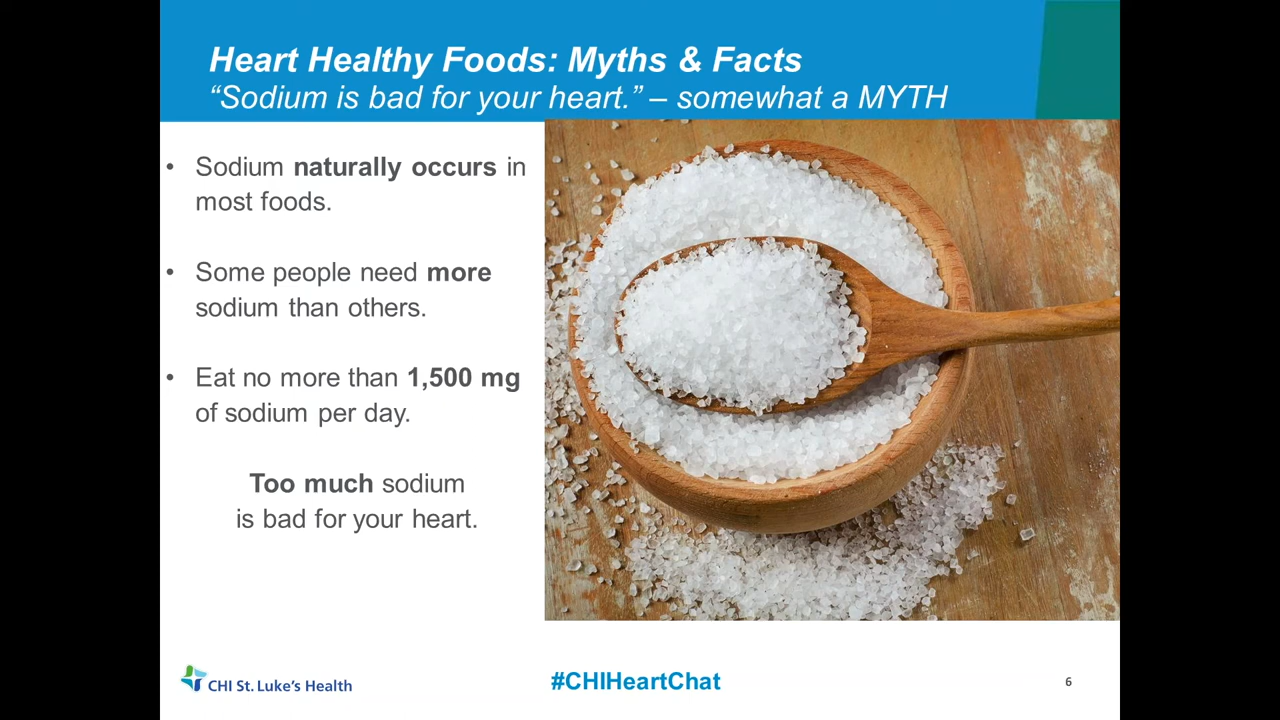 Heart Healthy Foods: Myths & Facts
“Sodium is bad for your heart.” – somewhat a MYTH
• Sodium naturally occurs in
most foods.
• Some people need more
sodium than others.
• Eat no more than 1,500 mg
of sodium per day.
Too much sodium
is bad for your heart.
CHI St. Luke's Health
#CHIHeartChat
6